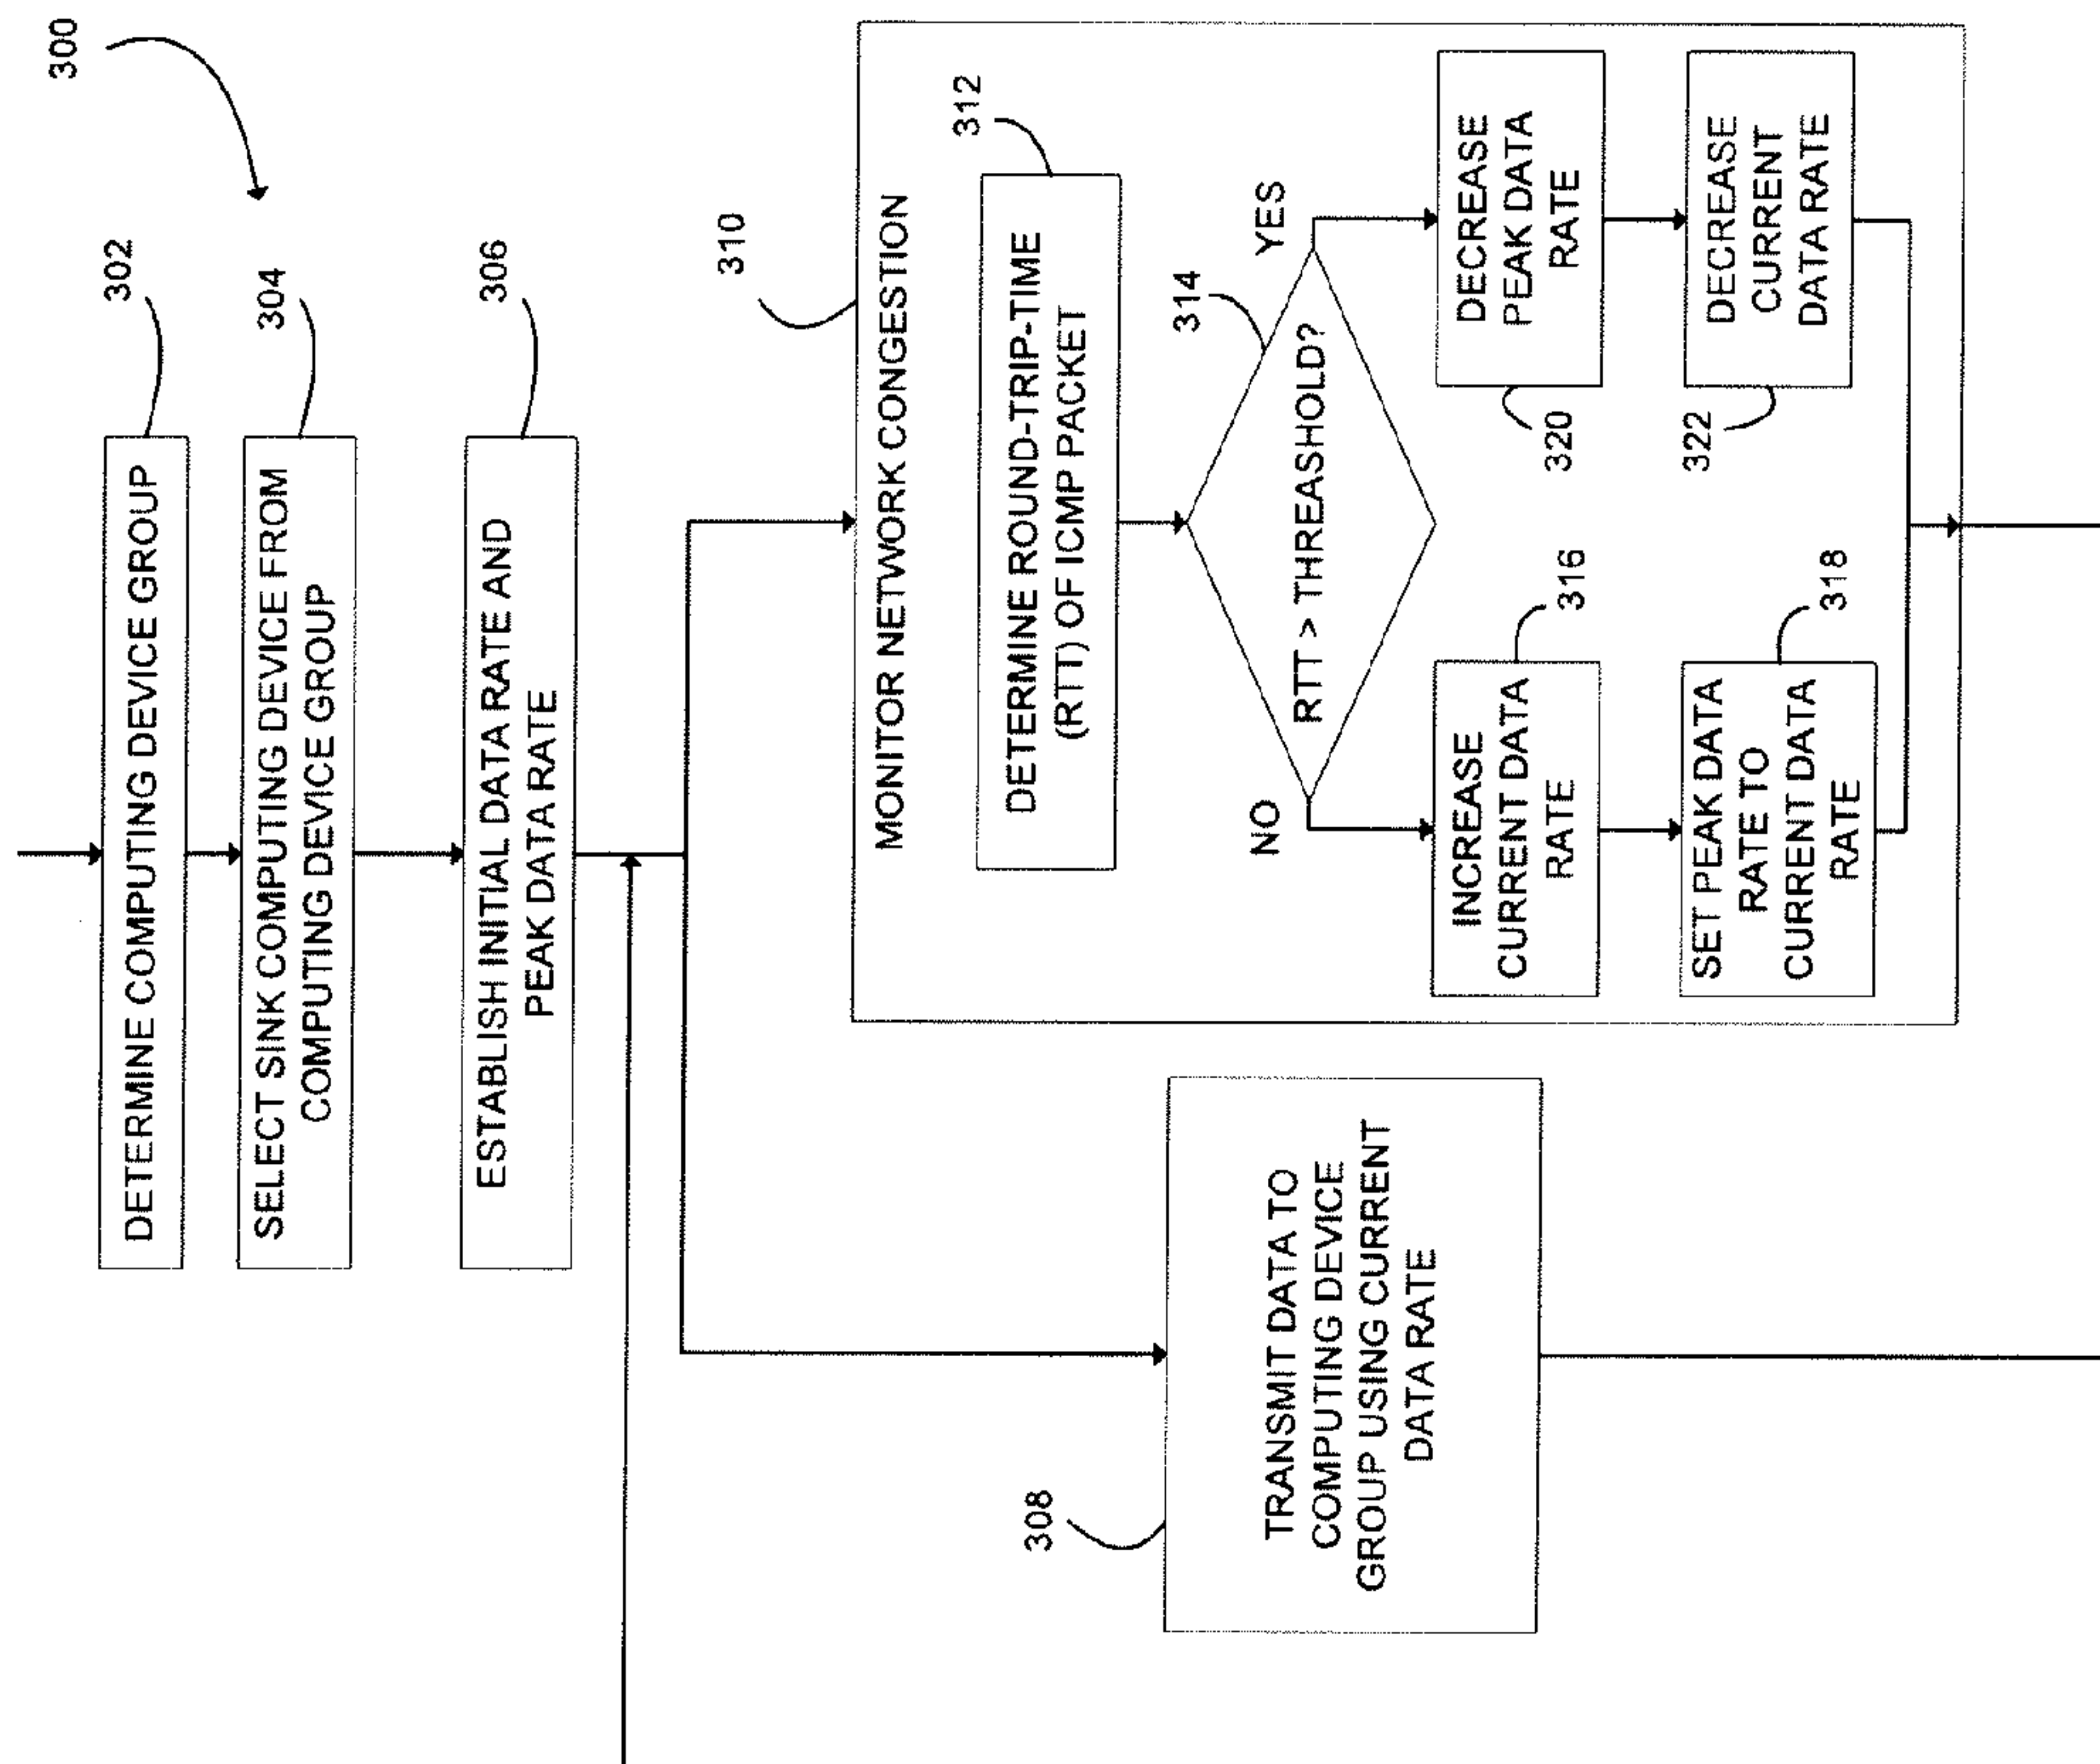 300
302
DETERMINE COMPUTING DEVICE GROUP
304
SELECT SINK COMPUTING DEVICE FROM
COMPUTING DEVICE GROUP
306
ESTABLISH INITIAL DATA RATE AND
PEAK DATA RATE
308
TRANSMIT DATA TO
COMPUTING DEVICE
GROUP USING CURRENT
DATA RATE
310
MONITOR NETWORK CONGESTION
312
DETERMINE ROUND-TRIP-TIME
(RTT) OF ICMP PACKET
314
RTT > THREASHOLD?
NO
YES
INCREASE
CURRENT DATA
RATE
316
SET PEAK DATA
RATE TO
CURRENT DATA
RATE
318
DECREASE
PEAK DATA
RATE
320
DECREASE
CURRENT
DATA RATE
322